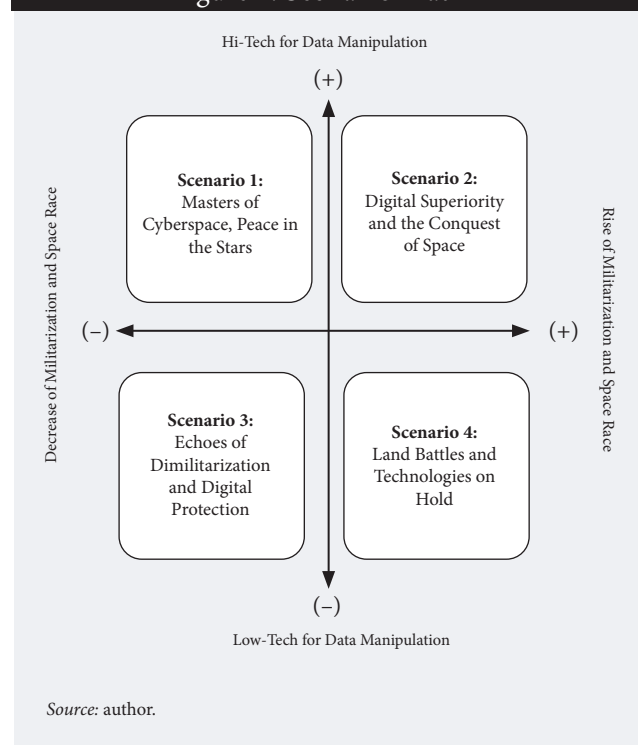 Hi-Tech for Data Manipulation
(+)
Scenario 1:
Masters of
Cyberspace, Peace in
the Stars
Scenario 2:
Digital Superiority
and the Conquest
of Space
Decrease of Militarization and Space Race
Rise of Militarization and Space Race
(–)
(+)
Scenario 3:
Echoes of
Dimilitarization
and Digital
Protection
Scenario 4:
Land Battles and
Technologies on
Hold
(–)
Low-Tech for Data Manipulation
Source: author.